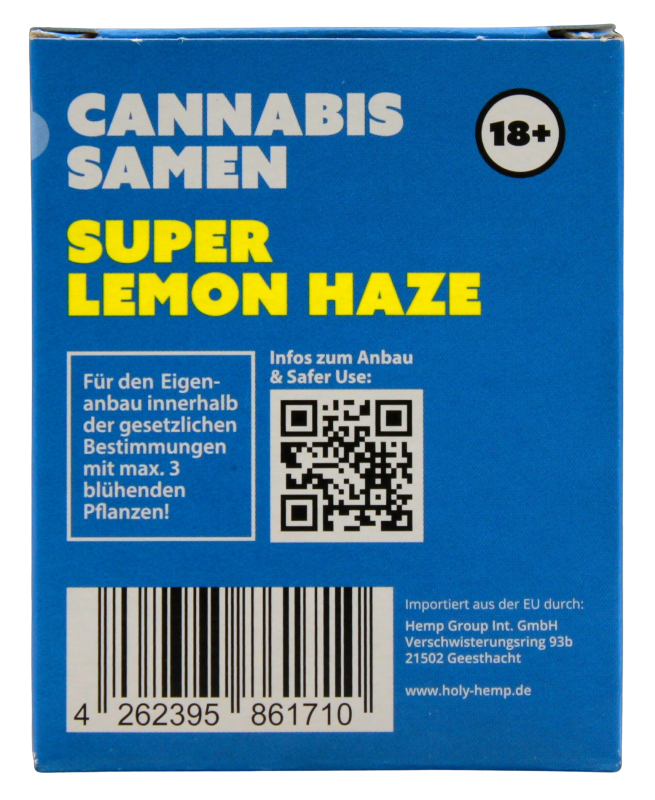 CANNABIS
SAMEN
18+
SUPER
LEMON HAZE
Für den Eigen-
anbau innerhalb
der gesetzlichen
Bestimmungen
mit max. 3
blühenden
Pflanzen!
Infos zum Anbau
& Safer Use:
4 262395 861710
Importiert aus der EU durch:
Hemp Group Int. GmbH
Verschwisterungsring 93b
21502 Geesthacht
www.holy-hemp.de